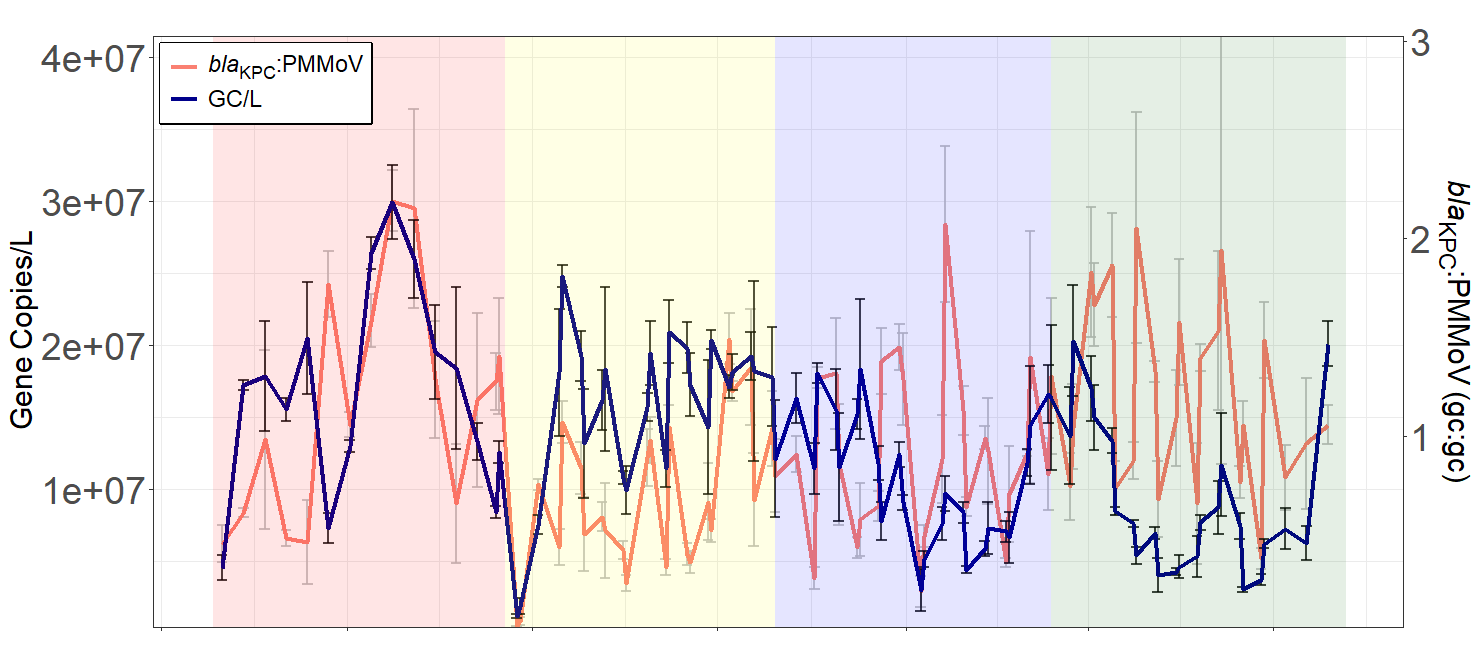 4e+07
3e+07
2e+07
1e+07
Gene Copies/L
blaKPC:PMMoV
GC/L
3
2
1
blaKPC:PMMoV (gc:gc)